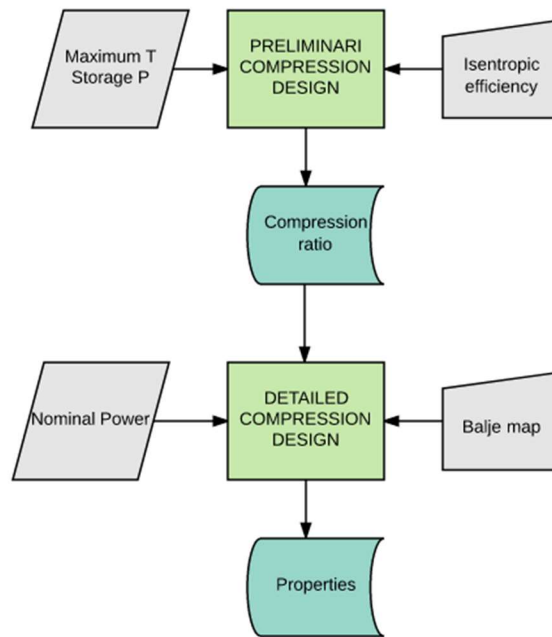 Maximum T
Storage P
PRELIMINARI
COMPRESSION
DESIGN
Isentropic
efficiency
Compression
ratio
Nominal Power
DETAILED
COMPRESSION
DESIGN
Balje map
Properties